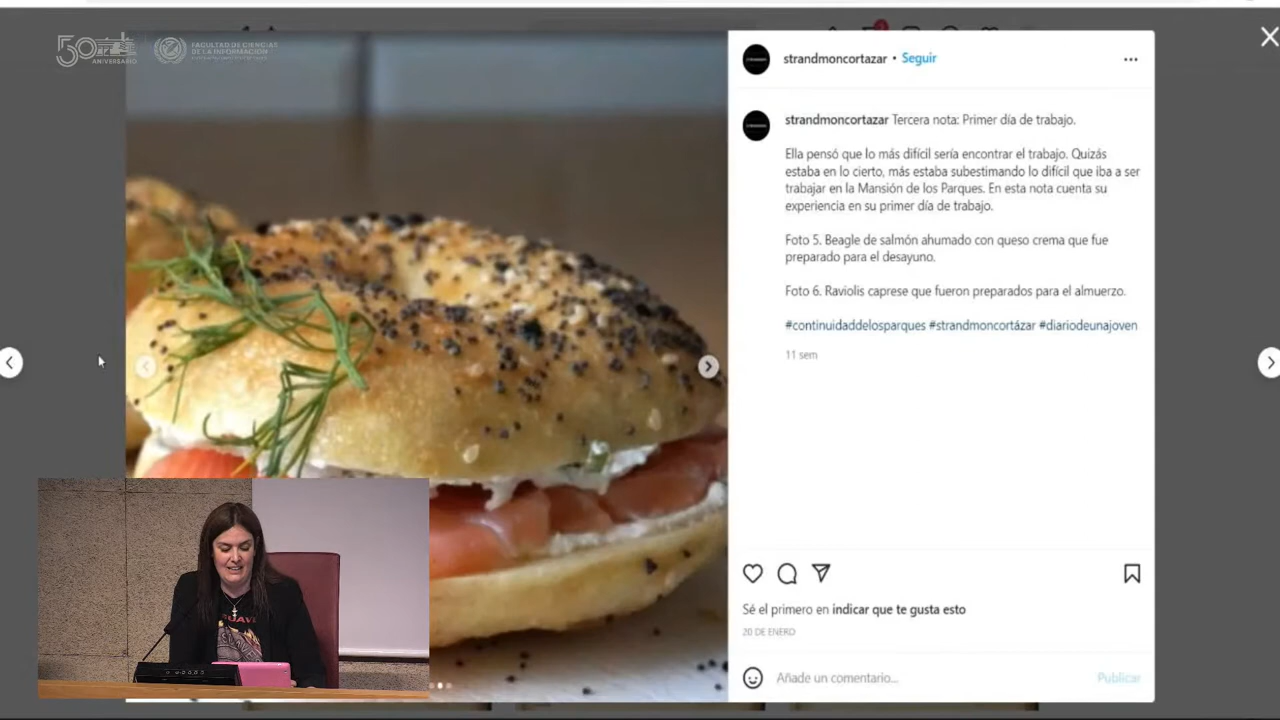 50
ANIVERSARIO
FACULTAD DE CIENCIAS
DE LA INFORMACIÓN
strandmoncortazar • Seguir
strandmoncortazar Tercera nota: Primer día de trabajo.
Ella pensó que lo más difícil sería encontrar el trabajo. Quizás
estaba en lo cierto, más estaba subestimando lo difícil que iba a ser
trabajar en la Mansión de los Parques. En esta nota cuenta su
experiencia en su primer día de trabajo.
Foto 5. Beagle de salmón ahumado con queso crema que fue
preparado para el desayuno.
Foto 6. Raviolis caprese que fueron preparados para el almuerzo.
#continuidaddelosparques #strandmoncortázar #diariodeunajoven
11 sem
Sé el primero en indicar que te gusta esto
20 DE ENERO
Añade un comentario...
Publicar